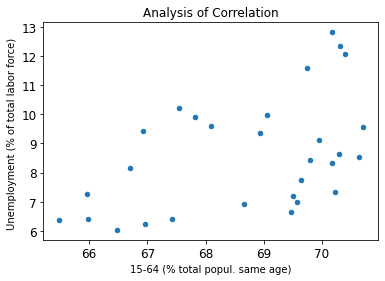 Analysis of Correlation
Unemployment (% of total labor force)
13
12
11
10
9
8
7
6
66 67 68 69 70
15-64 (% total popul. same age)